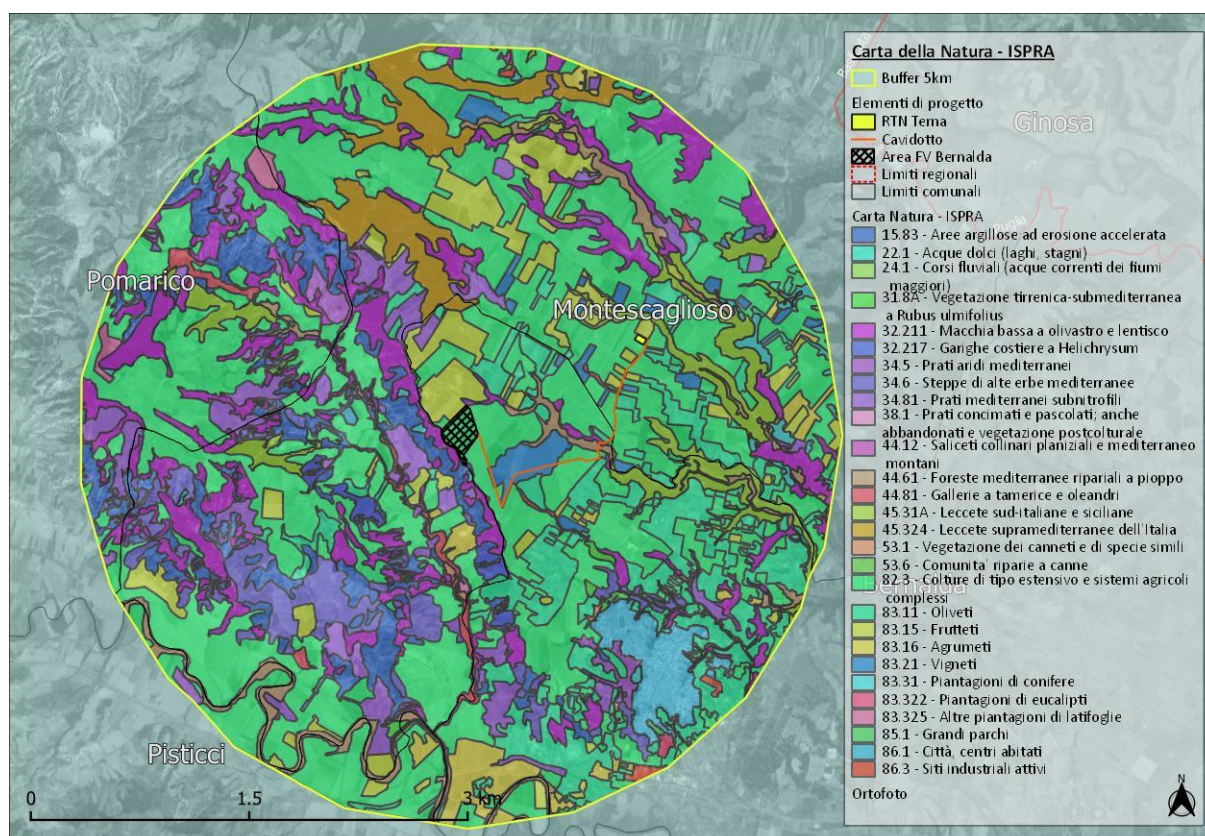 Carta della Natura - ISPRA
Buffer 5km
Elementi di progetto
RTN Terna
Cavidotto
Area FV Bernalda
Limiti regionali
Limiti comunali
Carta Natura - ISPRA
15.83 - Aree argillose ad erosione accelerata
22.1 - Acque dolci (laghi, stagni)
24.1 - Corsi fluviali (acque correnti dei fiumi
maggiori)
31.8A - Vegetazione tirrenica-submediterranea
a Rubus ulmifolius
32.211 - Macchia bassa a olivastro e lentisco
32.217 - Garighe costiere a Helichrysum
34.5 - Prati aridi mediterranei
34.6 - Steppe di alte erbe mediterranee
34.81 - Prati mediterranei subnitrofili
38.1 - Prati concimati e pascolati; anche
abbandonati e vegetazione postcolturale
44.12 - Saliceti collinari planiziali e mediterraneo
montani
44.61 - Foreste mediterranee ripariali a pioppo
44.81 - Gallerie a tamerice e oleandri
45.31A - Leccete sud-italiane e siciliane
45.324 - Leccete supramediterranee dell'Italia
53.1 - Vegetazione dei canneti e di specie simili
53.6 - Comunita' riparie a canne
82.3 - Colture di tipo estensivo e sistemi agricoli
complessi
83.11 - Oliveti
83.15 - Frutteti
83.16 - Agrumeti
83.21 - Vigneti
83.31 - Piantagioni di conifere
83.322 - Piantagioni di eucalipti
83.325 - Altre piantagioni di latifoglie
85.1 - Grandi parchi
86.1 - Città, centri abitati
86.3 - Siti industriali attivi
Ortofoto
N
Ginosa
Puglia
Pomarico
Montescaglioso
Bernalda
Pisticci
0
1.5
3 km